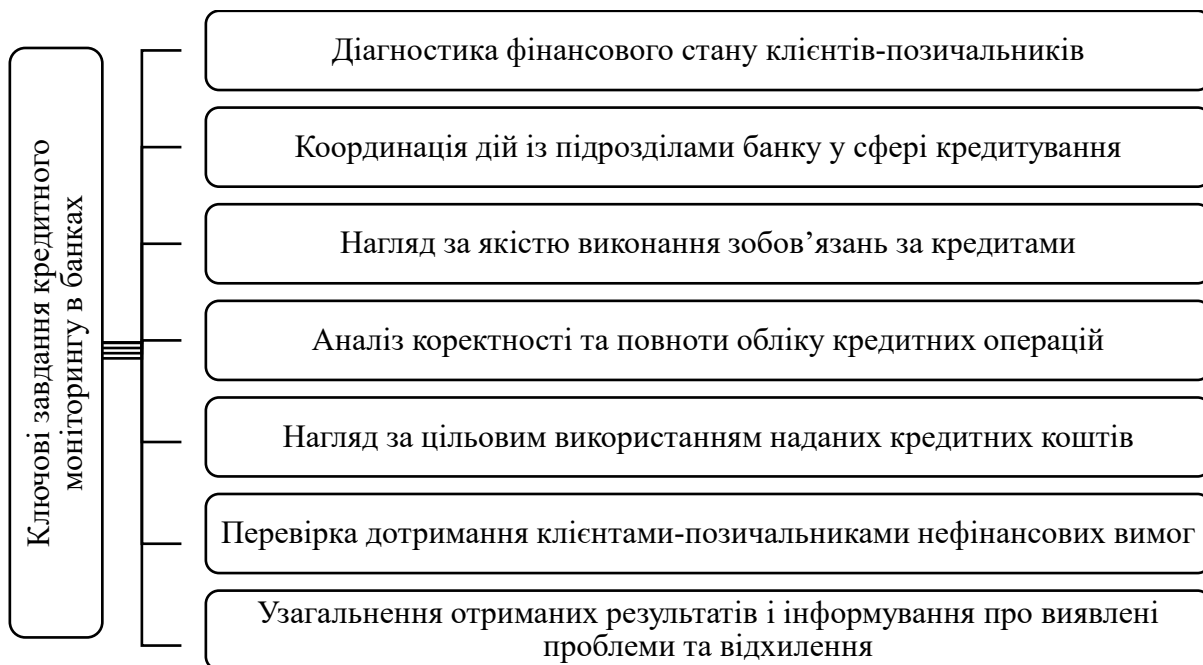 Ключові завдання кредитного
моніторингу в банках
Діагностика фінансового стану клієнтів-позичальників
Координація дій із підрозділами банку у сфері кредитування
Нагляд за якістю виконання зобов’язань за кредитами
Аналіз коректності та повноти обліку кредитних операцій
Нагляд за цільовим використанням наданих кредитних коштів
Перевірка дотримання клієнтами-позичальниками нефінансових вимог
Узагальнення отриманих результатів і інформування про виявлені
проблеми та відхилення